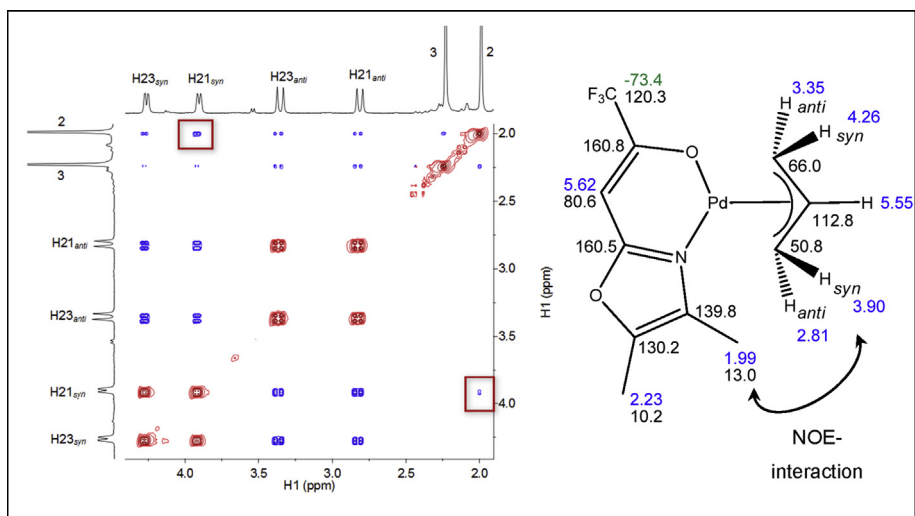 3 2
H23syn H21syn H23anti H21anti
2
3
H21anti
H23anti
H21syn
H23syn
2.0
2.5
3.0
3.5
4.0
H1 (ppm)
4.0 3.5 3.0 2.5 2.0
H1 (ppm)
-73.4
F3C 120.3
160.8 O
5.62
80.6
160.5 N
O
139.8
130.2
1.99
13.0
2.23
10.2
Pd
3.35
H anti 4.26
H syn
66.0
H 5.55
112.8
50.8
H syn
H anti 3.90
2.81
NOE-
interaction